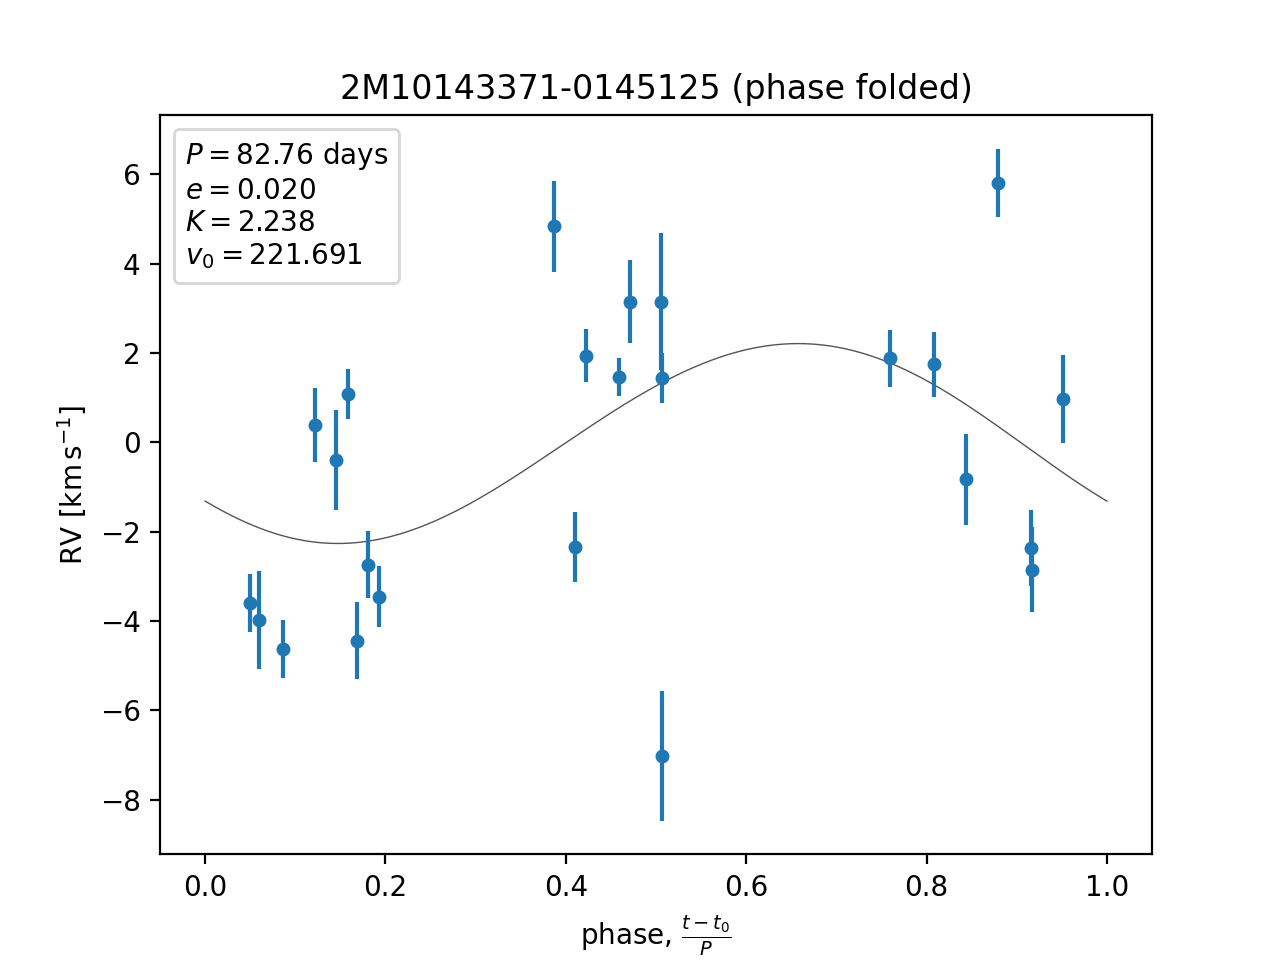 2M10143371-0145125 (phase folded)
P = 82.76 days
e = 0.020
K = 2.238
v₀ = 221.691
6
4
2
0
−2
−4
−6
−8
RV [km s⁻¹]
0.0 0.2 0.4 0.6 0.8 1.0
phase, (t − t₀)/P